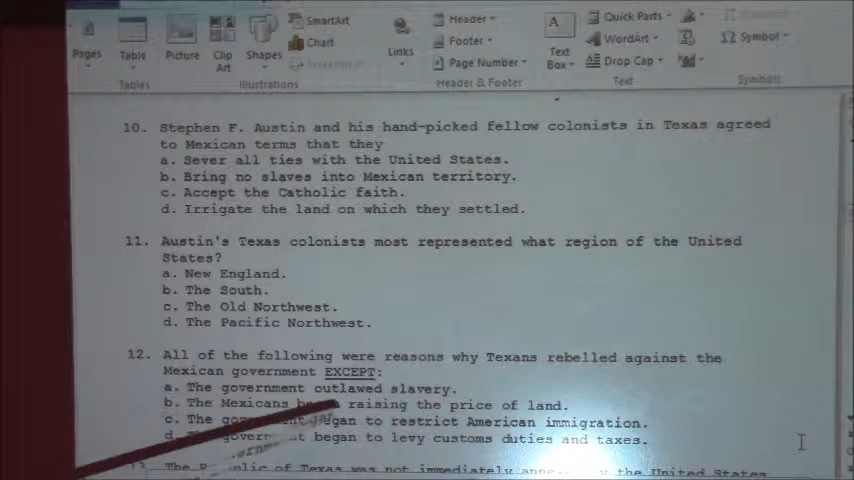 SmartArt
Header
Quick Parts
Pages
Table
Picture
Clip Art
Shapes
Chart
Links
Footer
Page Number
Text Box
WordArt
Drop Cap
Symbol
Tables
Illustrations
Header & Footer
Text
Symbols
10. Stephen F. Austin and his hand-picked fellow colonists in Texas agreed
to Mexican terms that they
a. Sever all ties with the United States.
b. Bring no slaves into Mexican territory.
c. Accept the Catholic faith.
d. Irrigate the land on which they settled.
11. Austin's Texas colonists most represented what region of the United
States?
a. New England.
b. The South.
c. The Old Northwest.
d. The Pacific Northwest.
12. All of the following were reasons why Texans rebelled against the
Mexican government EXCEPT:
a. The government outlawed slavery.
b. The Mexicans raising the price of land.
c. The to restrict American immigration.
d. began to levy customs duties and taxes.
13. The of Texas was not immediately the United States